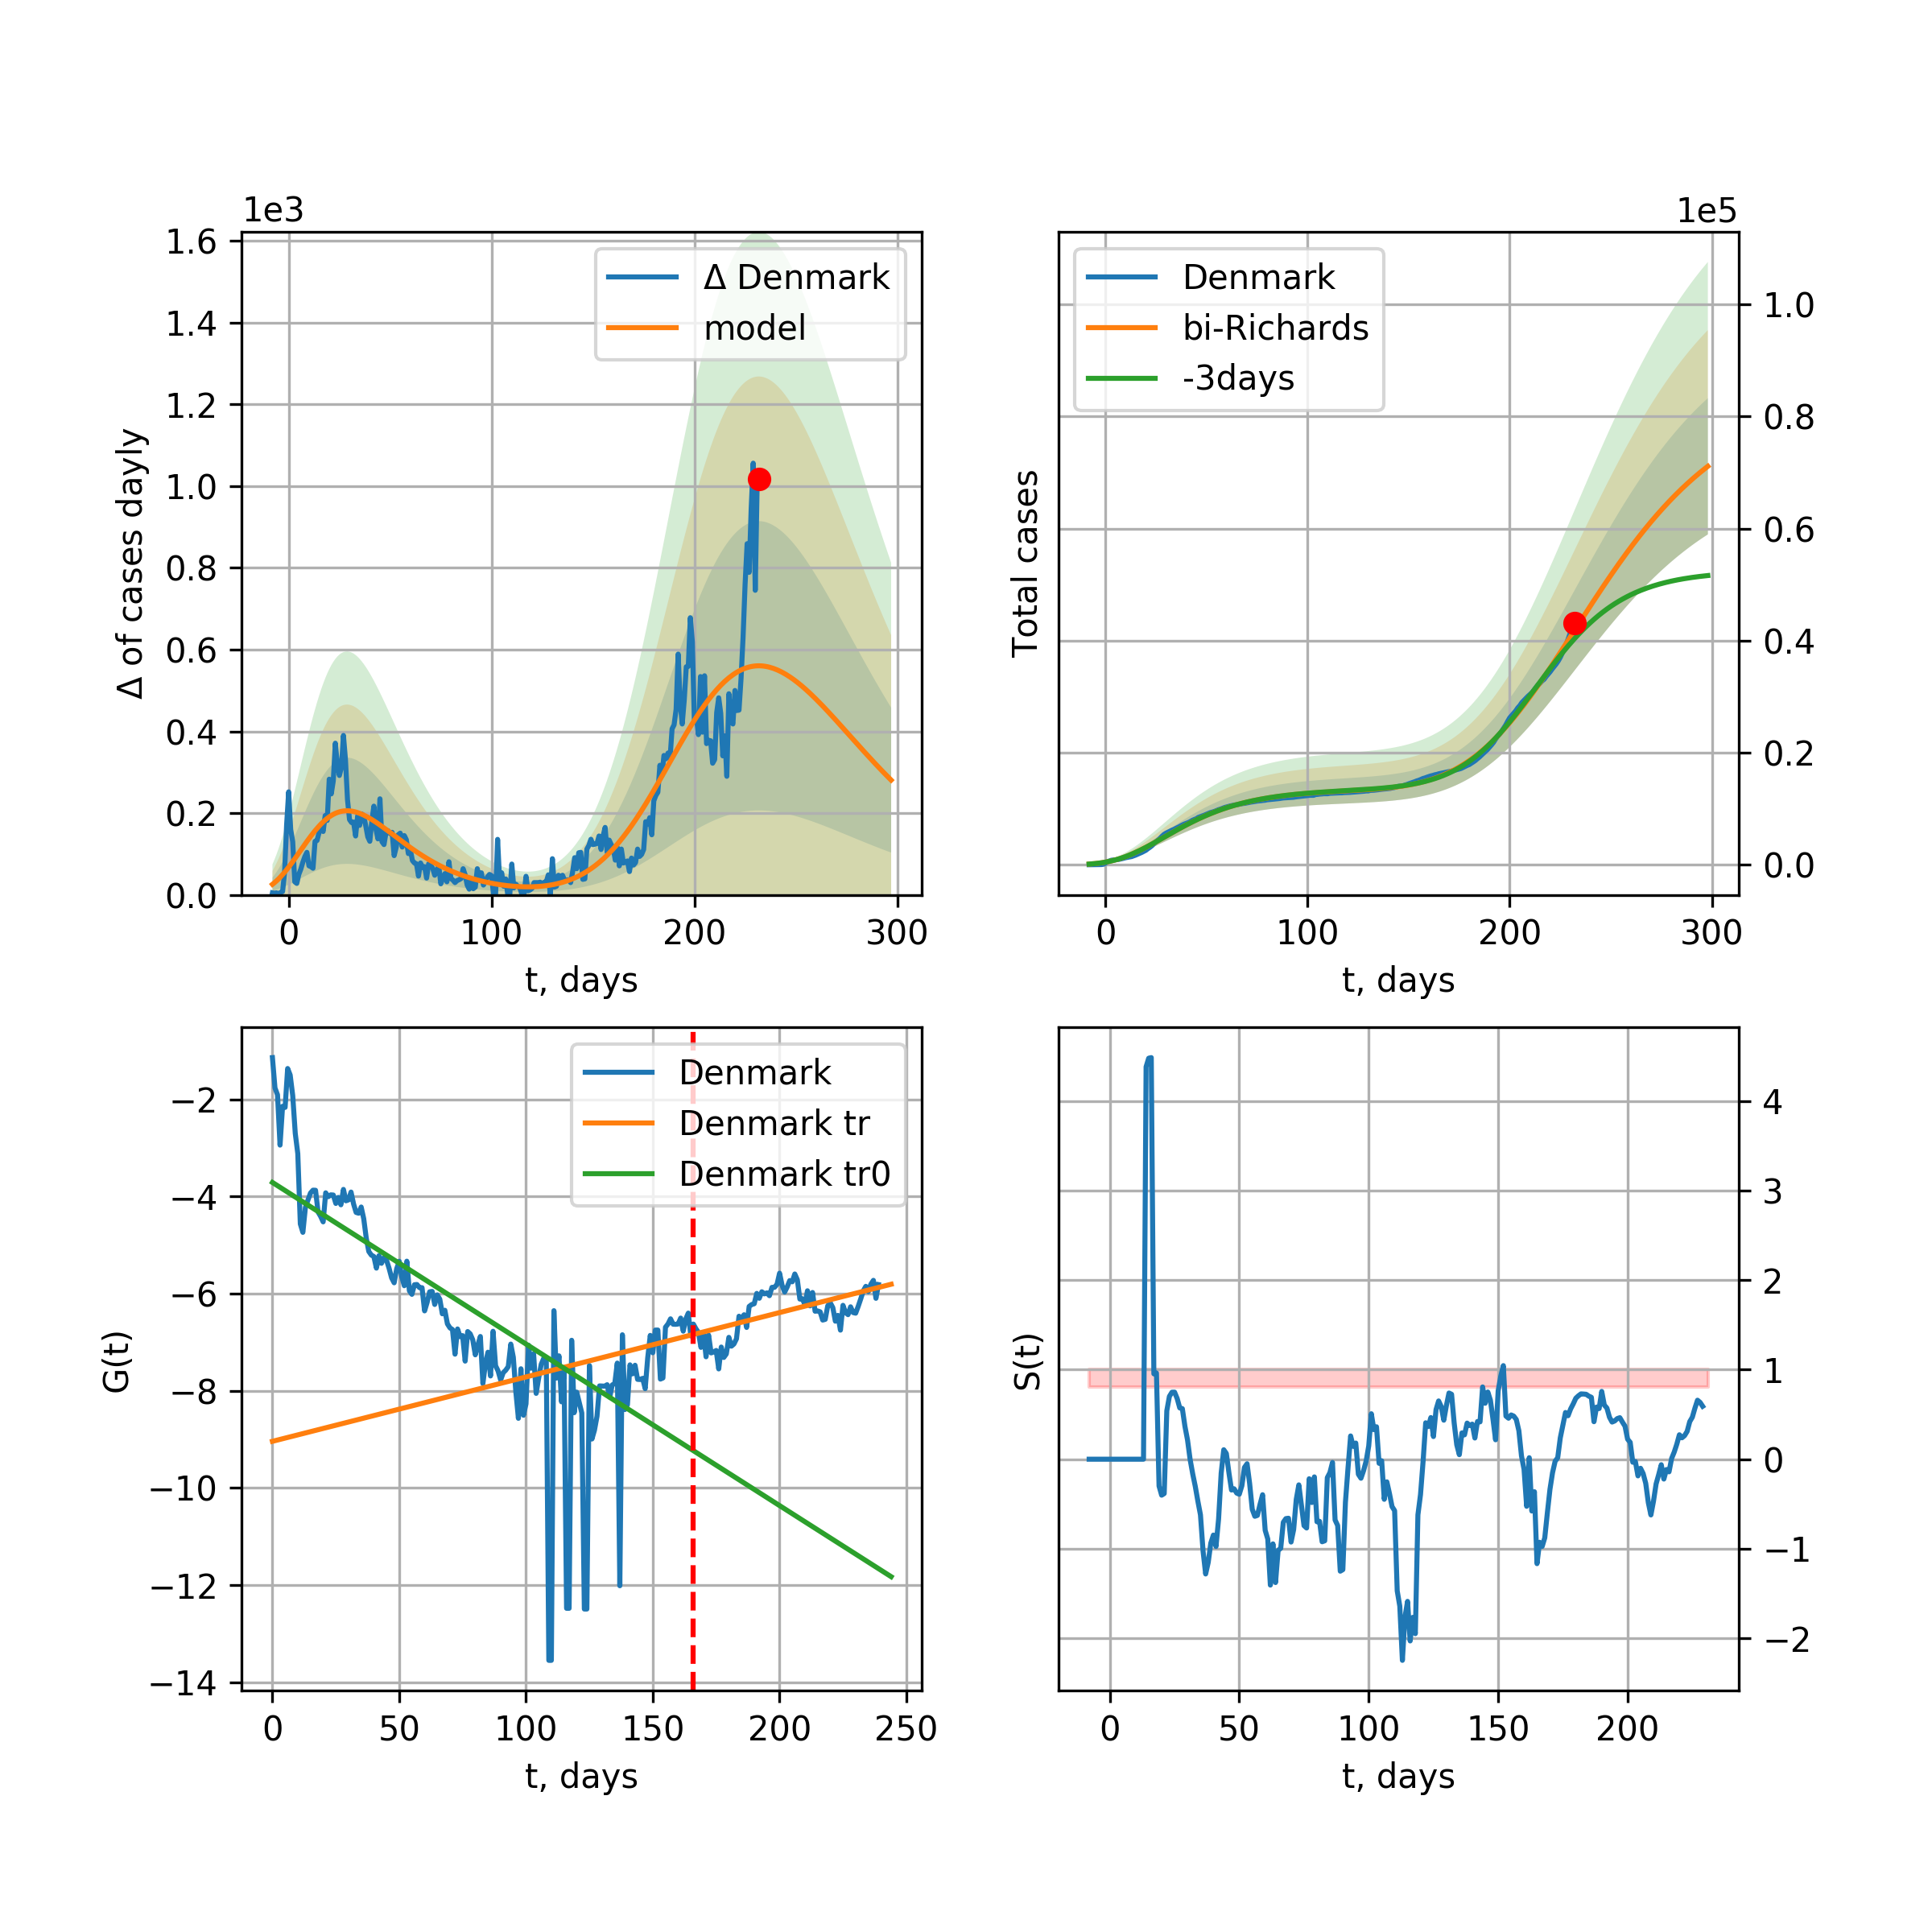 1e3
1.6
1.4
1.2
1.0
0.8
0.6
0.4
0.2
0.0
Δ of cases dayly
Δ Denmark
model
0 100 200 300
t, days
1e5
Denmark
bi-Richards
-3days
Total cases
1.0
0.8
0.6
0.4
0.2
0.0
0 100 200 300
t, days
−2
−4
−6
−8
−10
−12
−14
G(t)
Denmark
Denmark tr
Denmark tr0
0 50 100 150 200 250
t, days
S(t)
4
3
2
1
0
−1
−2
0 50 100 150 200
t, days